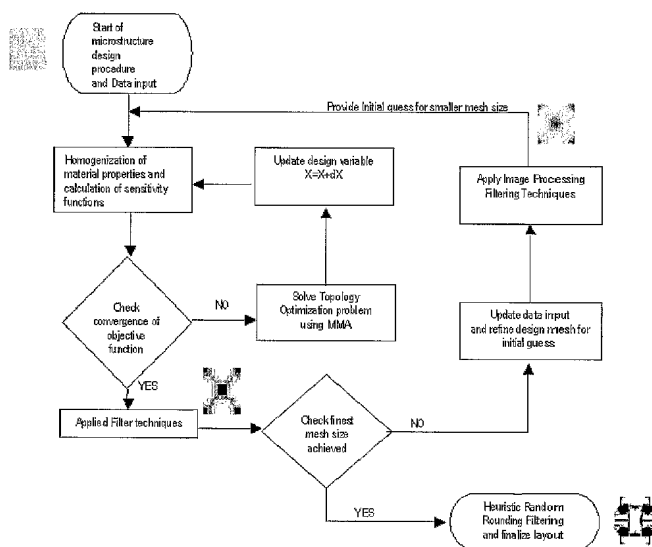 Start of
microstructure
design
procedure
and Data input
Provide Initial guess for smaller mesh size
Homogenization of
material properties and
calculation of sensitivity
functions
Update design variable
X=X+dX
Apply Image Processing
Filtering Techniques
Check
convergence of
objective
function
NO
Solve Topology
Optimization problem
using MMA
Update data input
and refine design mesh for
initial guess
YES
Applied Filter techniques
Check finest
mesh size
achieved
NO
YES
Heuristic Random
Rounding Filtering
and finalize layout